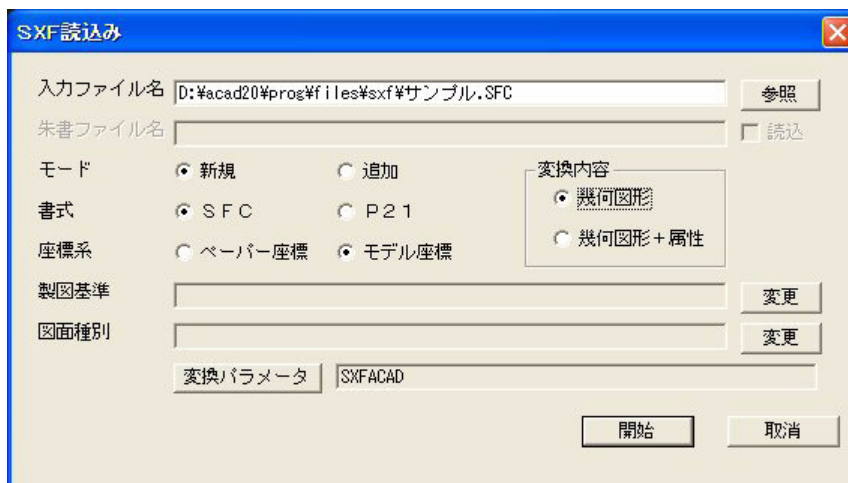 SXF読込み
入力ファイル名 D:¥acad20¥prog¥files¥sxf¥サンプル.SFC 参照
朱書ファイル名 読込
モード 新規 追加 変換内容
幾何図形
書式 ＳＦＣ Ｐ２１
幾何図形＋属性
座標系 ペーパー座標 モデル座標
製図基準 変更
図面種別 変更
変換パラメータ SXFACAD
開始 取消